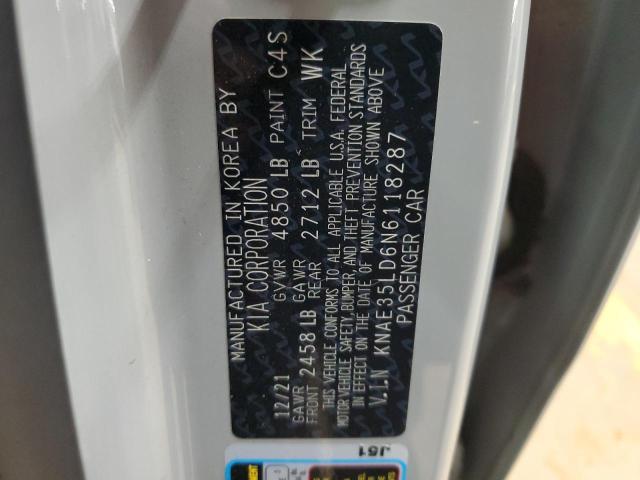 MANUFACTURED IN KOREA BY
KIA CORPORATION
12/21 GVWR 4850 LB PAINT C4S
GAWR FRONT 2458 LB GAWR REAR 2712 LB TRIM WK
THIS VEHICLE CONFORMS TO ALL APPLICABLE U.S.A. FEDERAL
MOTOR VEHICLE SAFETY, BUMPER, AND THEFT PREVENTION STANDARDS
IN EFFECT ON THE DATE OF MANUFACTURE SHOWN ABOVE
V.I.N KNAE35LD6N6118287
PASSENGER CAR
J51